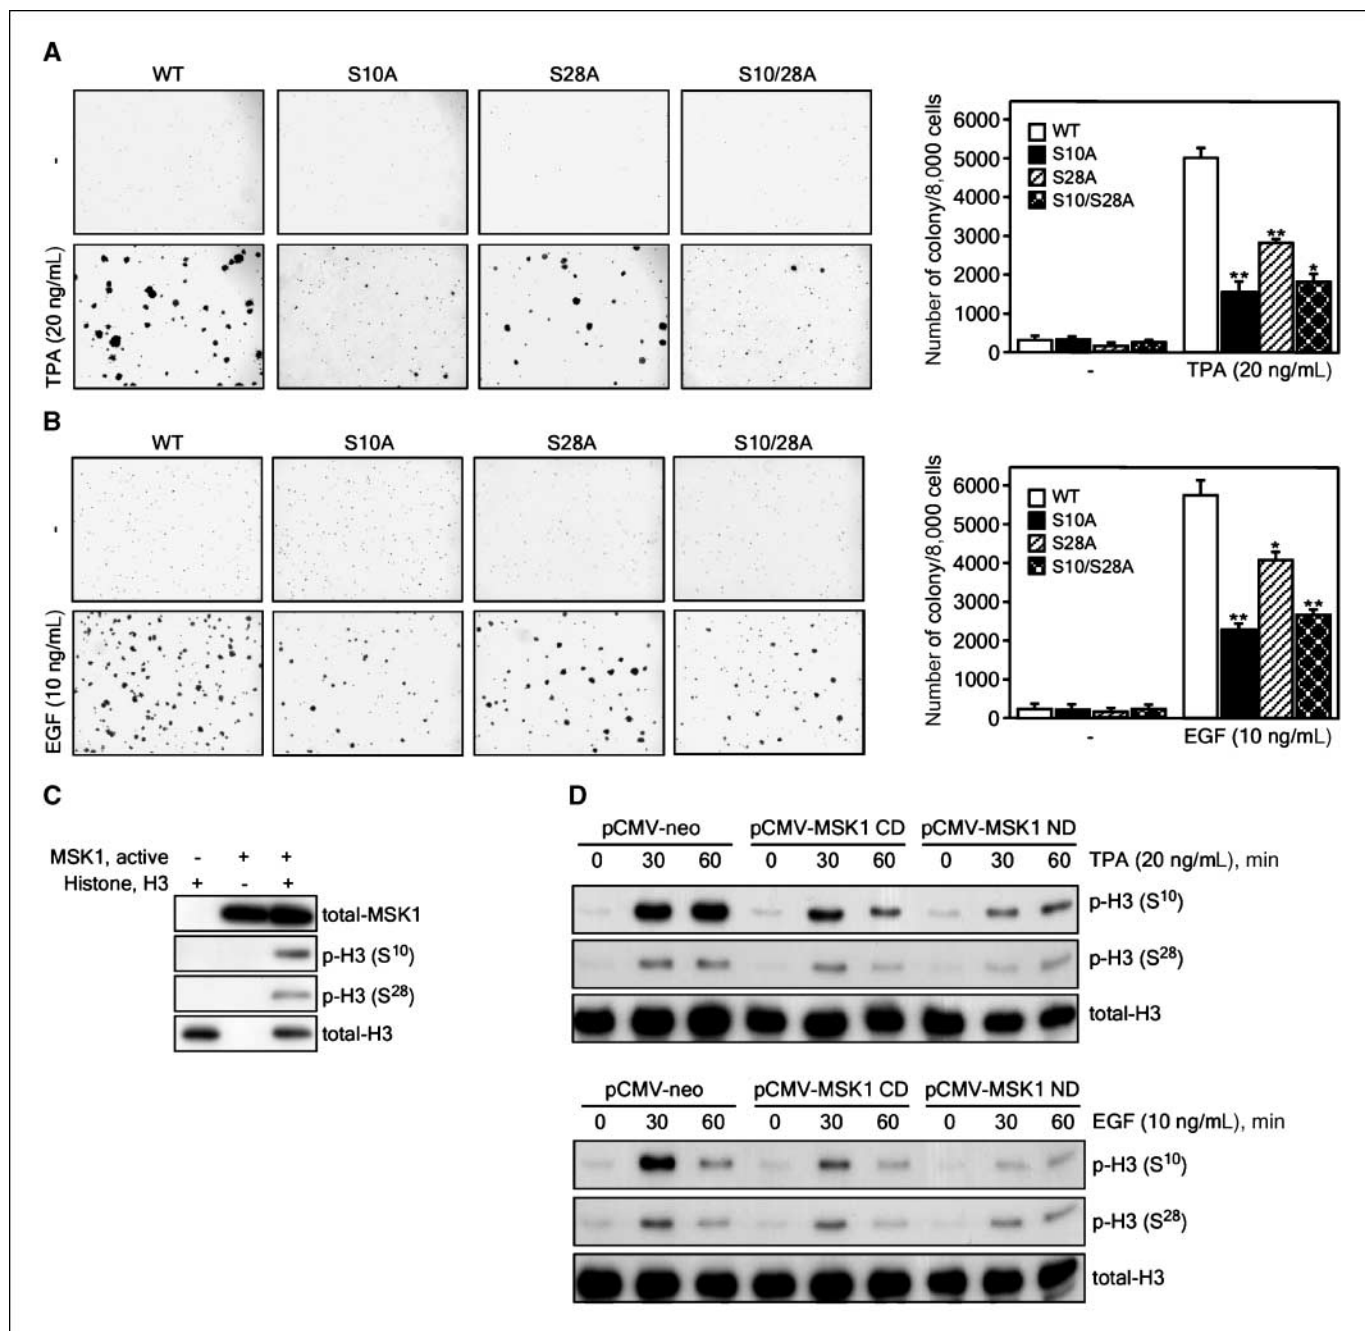 A
WT S10A S28A S10/28A
-
TPA (20 ng/mL)
Number of colony/8,000 cells
6000
5000
4000
3000
2000
1000
0
WT
S10A
S28A
S10/S28A
** ** *
- TPA (20 ng/mL)
B
WT S10A S28A S10/28A
-
EGF (10 ng/mL)
Number of colony/8,000 cells
6000
5000
4000
3000
2000
1000
0
WT
S10A
S28A
S10/S28A
** * **
- EGF (10 ng/mL)
C
MSK1, active - + +
Histone, H3 + - +
total-MSK1
p-H3 (S10)
p-H3 (S28)
total-H3
D
pCMV-neo pCMV-MSK1 CD pCMV-MSK1 ND
0 30 60 0 30 60 0 30 60 TPA (20 ng/mL), min
p-H3 (S10)
p-H3 (S28)
total-H3
pCMV-neo pCMV-MSK1 CD pCMV-MSK1 ND
0 30 60 0 30 60 0 30 60 EGF (10 ng/mL), min
p-H3 (S10)
p-H3 (S28)
total-H3